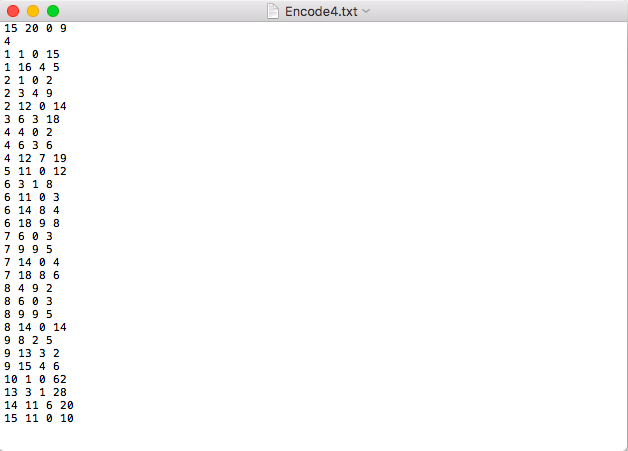 Encode4.txt
15 20 0 9
4
1 1 0 15
1 16 4 5
2 1 0 2
2 3 4 9
2 12 0 14
3 6 3 18
4 4 0 2
4 6 3 6
4 12 7 19
5 11 0 12
6 3 1 8
6 11 0 3
6 14 8 4
6 18 9 8
7 6 0 3
7 9 9 5
7 14 0 4
7 18 8 6
8 4 9 2
8 6 0 3
8 9 9 5
8 14 0 14
9 8 2 5
9 13 3 2
9 15 4 6
10 1 0 62
13 3 1 28
14 11 6 20
15 11 0 10